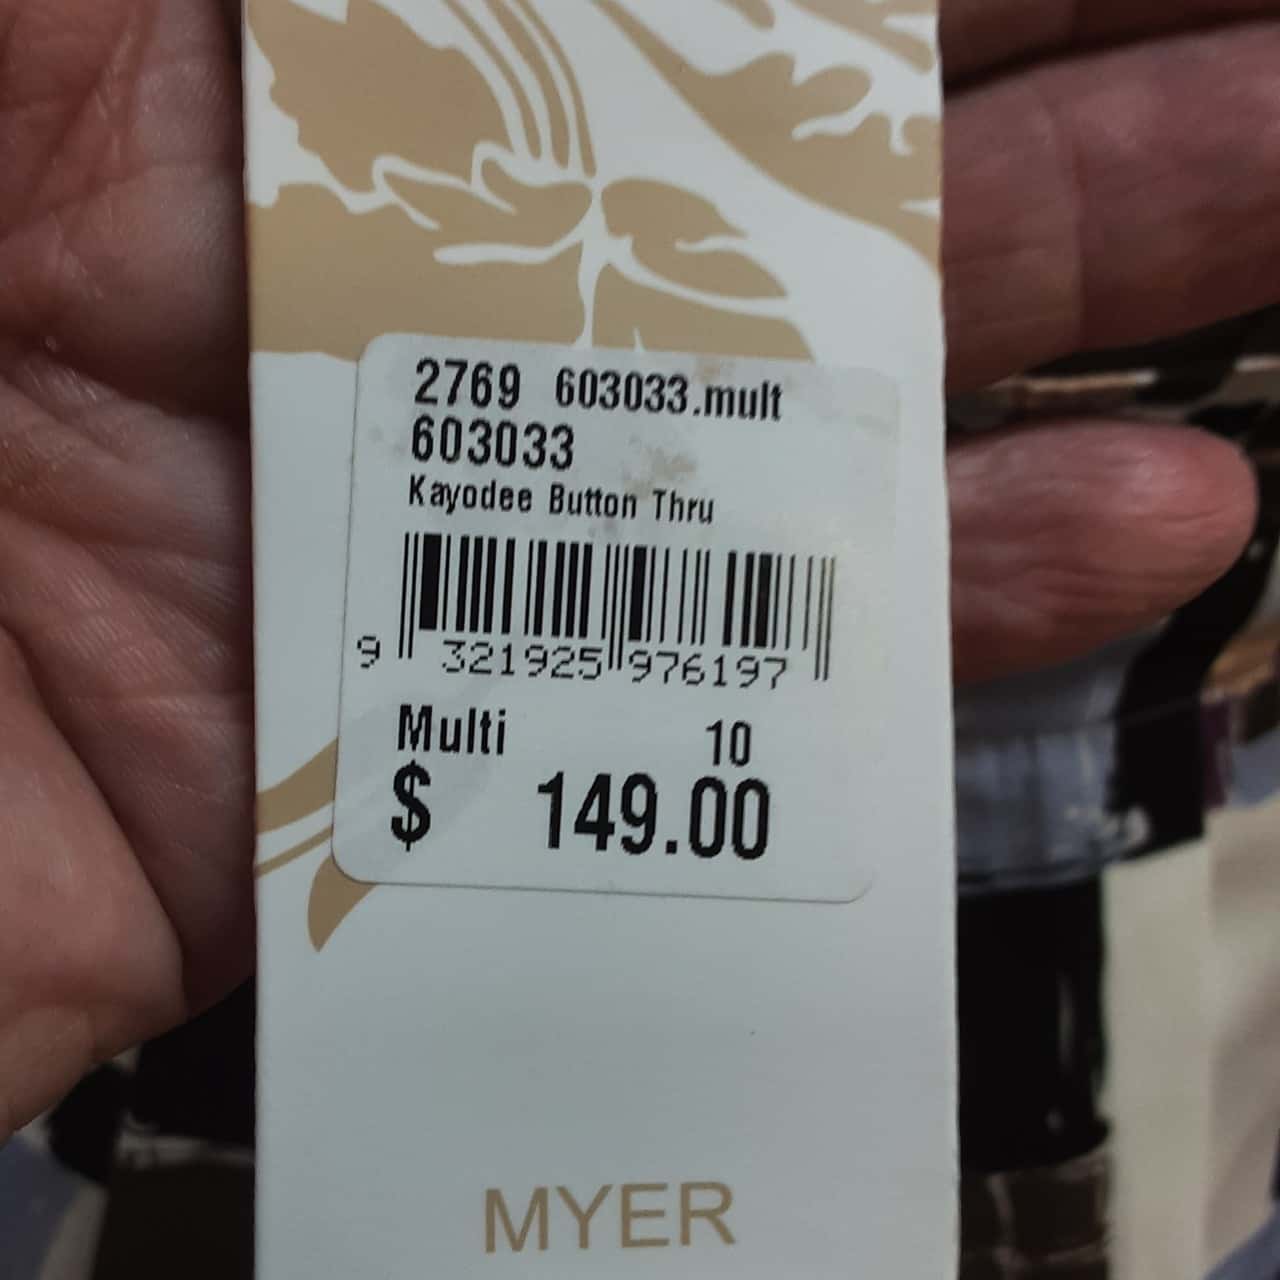 2769 603033.mult
603033
Kayodee Button Thru
9 321925 976197
Multi 10
$ 149.00
MYER